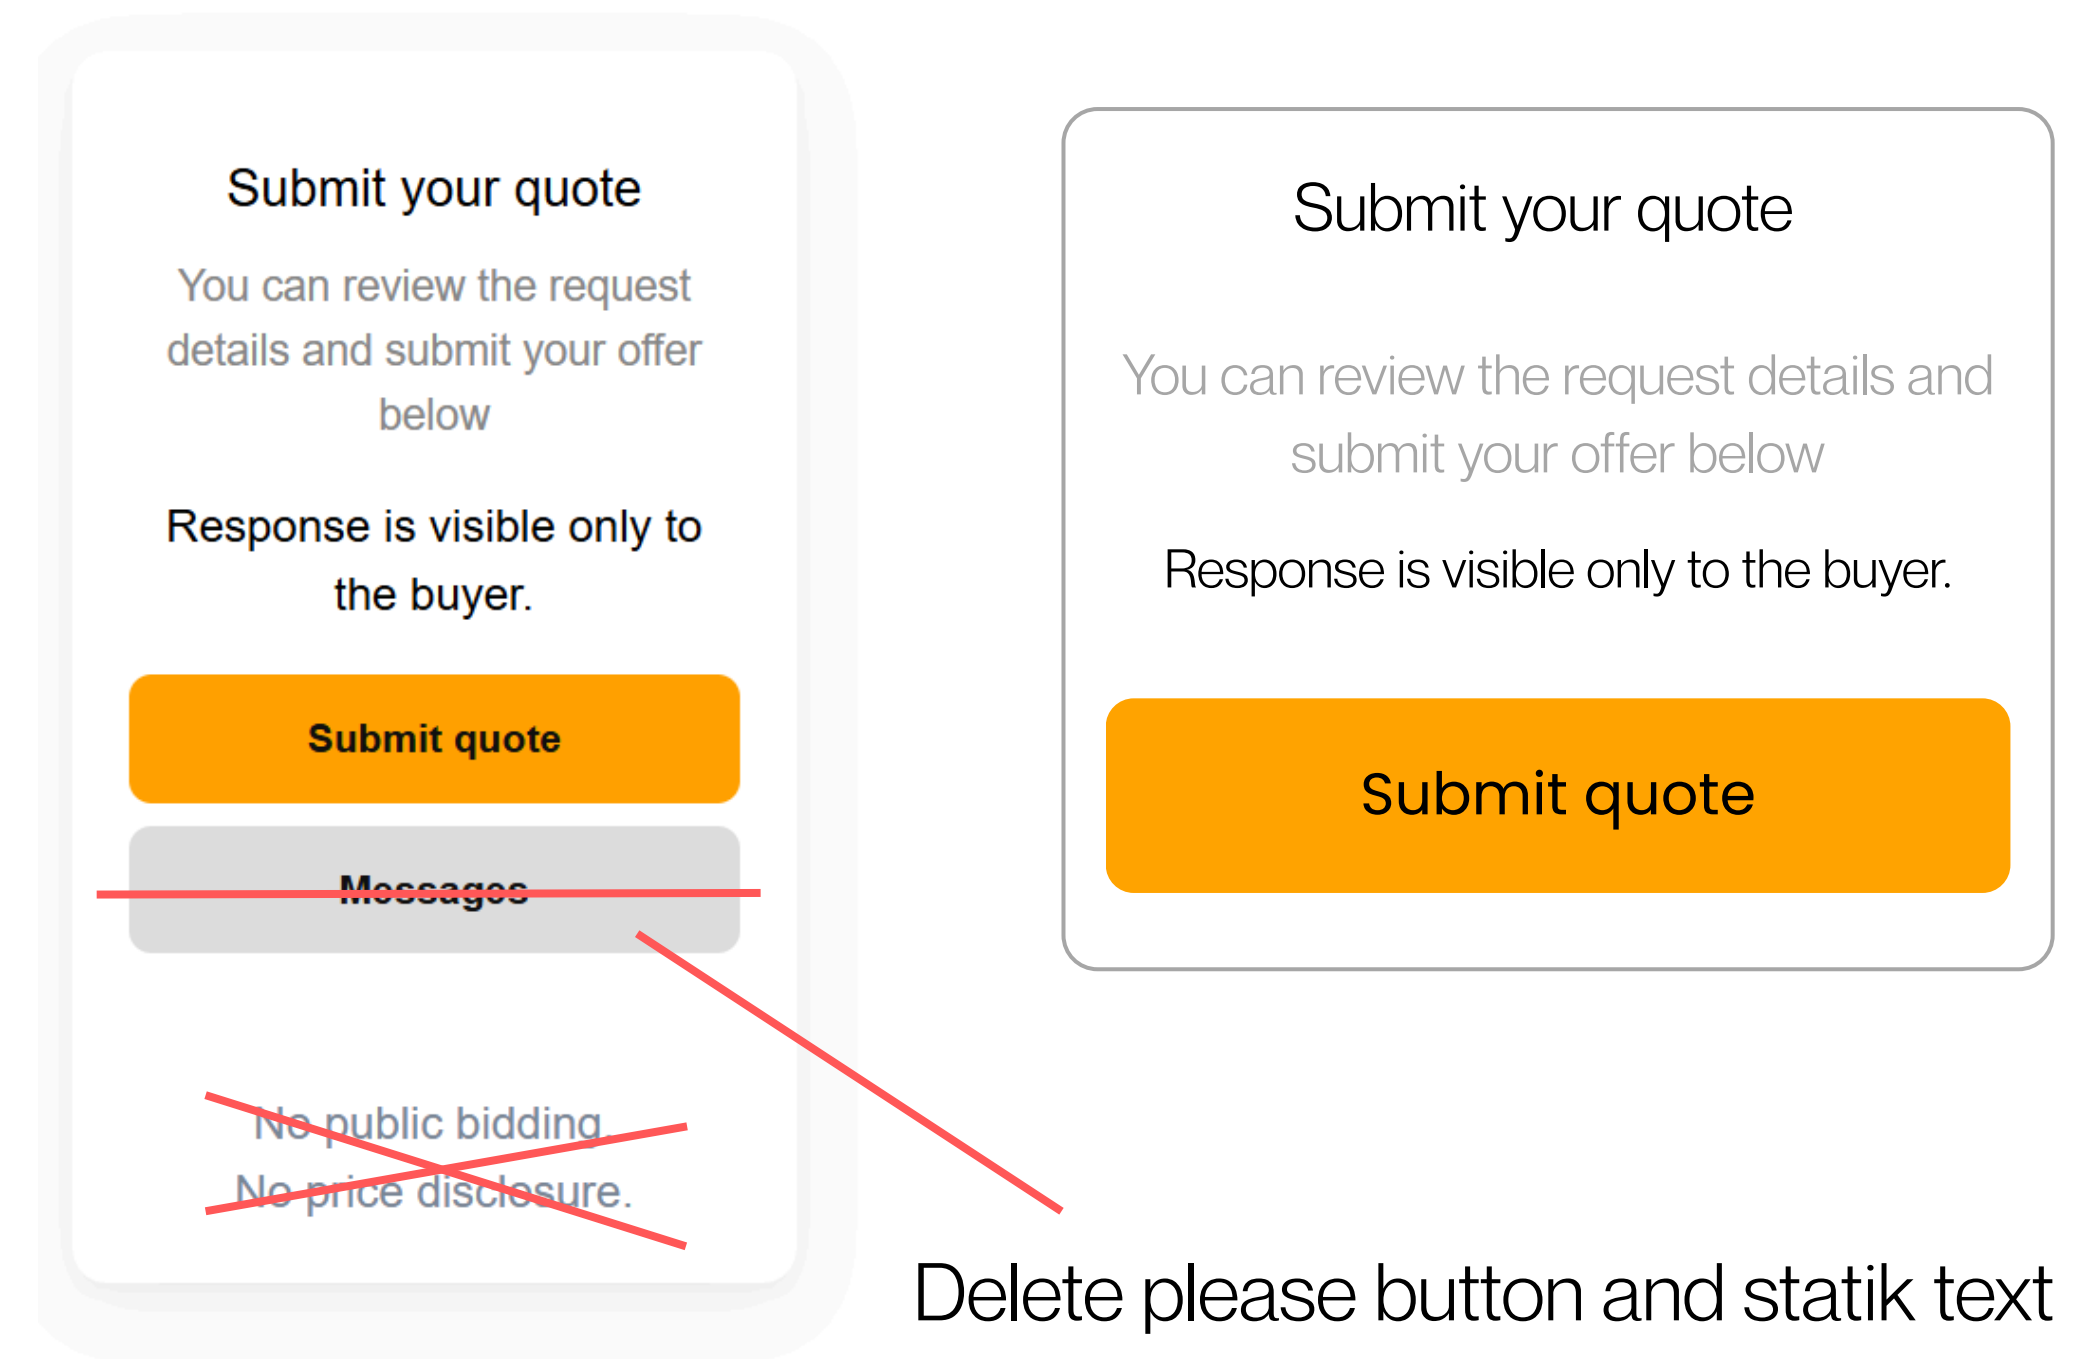 Submit your quote
You can review the request
details and submit your offer
below
Response is visible only to
the buyer.
Submit quote
Messages
No public bidding.
No price disclosure.
Submit your quote
You can review the request details and
submit your offer below
Response is visible only to the buyer.
Submit quote
Delete please button and statik text